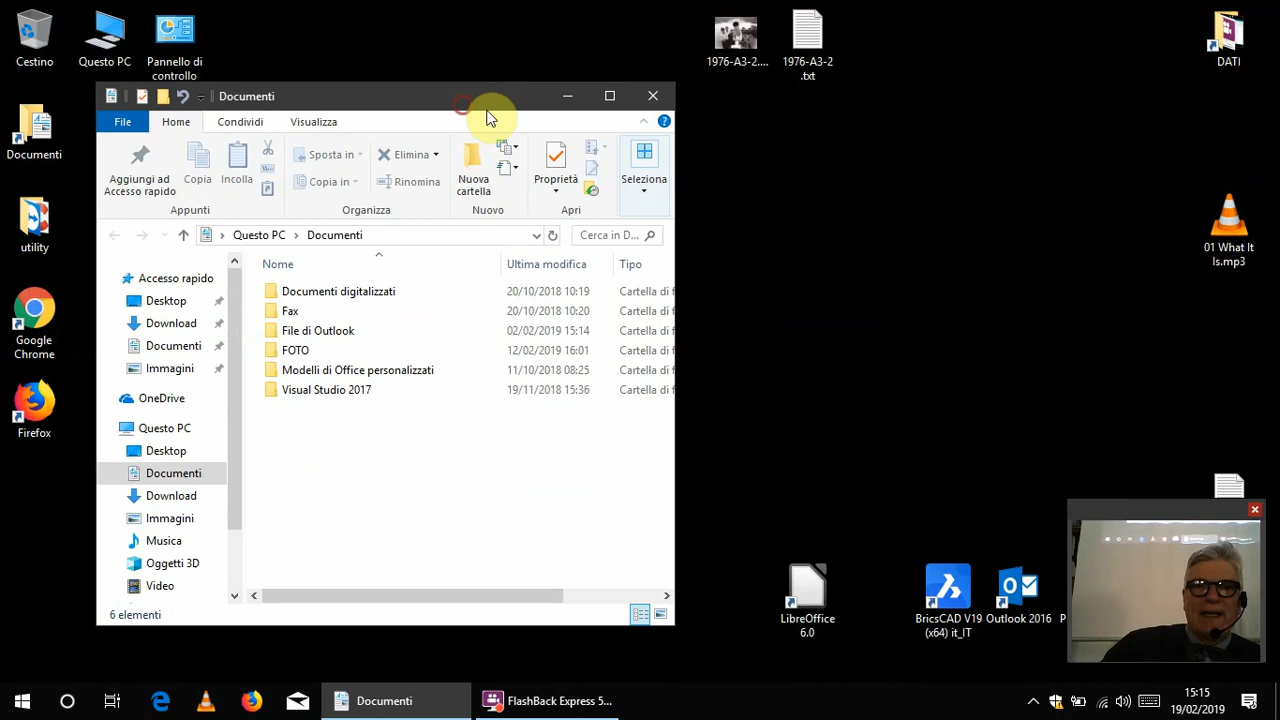 Cestino
Questo PC
Pannello di
controllo
1976-A3-2....
1976-A3-2
.txt
DATI
Documenti
utility
Google
Chrome
Firefox
01 What It
Is.mp3
LibreOffice
6.0
BricsCAD V19
(x64) it_IT
Outlook 2016
P
Documenti
File
Home
Condividi
Visualizza
Aggiungi ad
Accesso rapido
Copia
Incolla
Appunti
Sposta in
Copia in
Elimina
Rinomina
Organizza
Nuova
cartella
Nuovo
Proprietà
Apri
Seleziona
Questo PC
Documenti
Cerca in D...
Accesso rapido
Desktop
Download
Documenti
Immagini
OneDrive
Questo PC
Desktop
Documenti
Download
Immagini
Musica
Oggetti 3D
Video
Nome Ultima modifica Tipo
Documenti digitalizzati 20/10/2018 10:19 Cartella di f
Fax 20/10/2018 10:20 Cartella di f
File di Outlook 02/02/2019 15:14 Cartella di f
FOTO 12/02/2019 16:01 Cartella di f
Modelli di Office personalizzati 11/10/2018 08:25 Cartella di f
Visual Studio 2017 19/11/2018 15:36 Cartella di f
6 elementi
Documenti
FlashBack Express 5...
15:15
19/02/2019